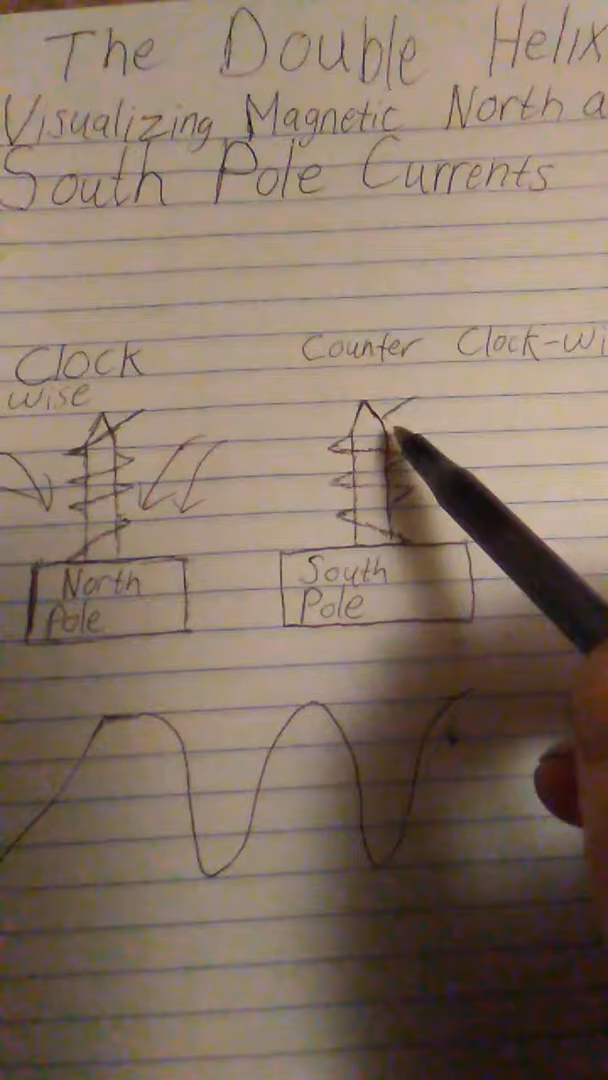 The Double Helix
Visualizing Magnetic North a
South Pole Currents
Clock
wise
Counter Clock-Wi
North
Pole
South
Pole